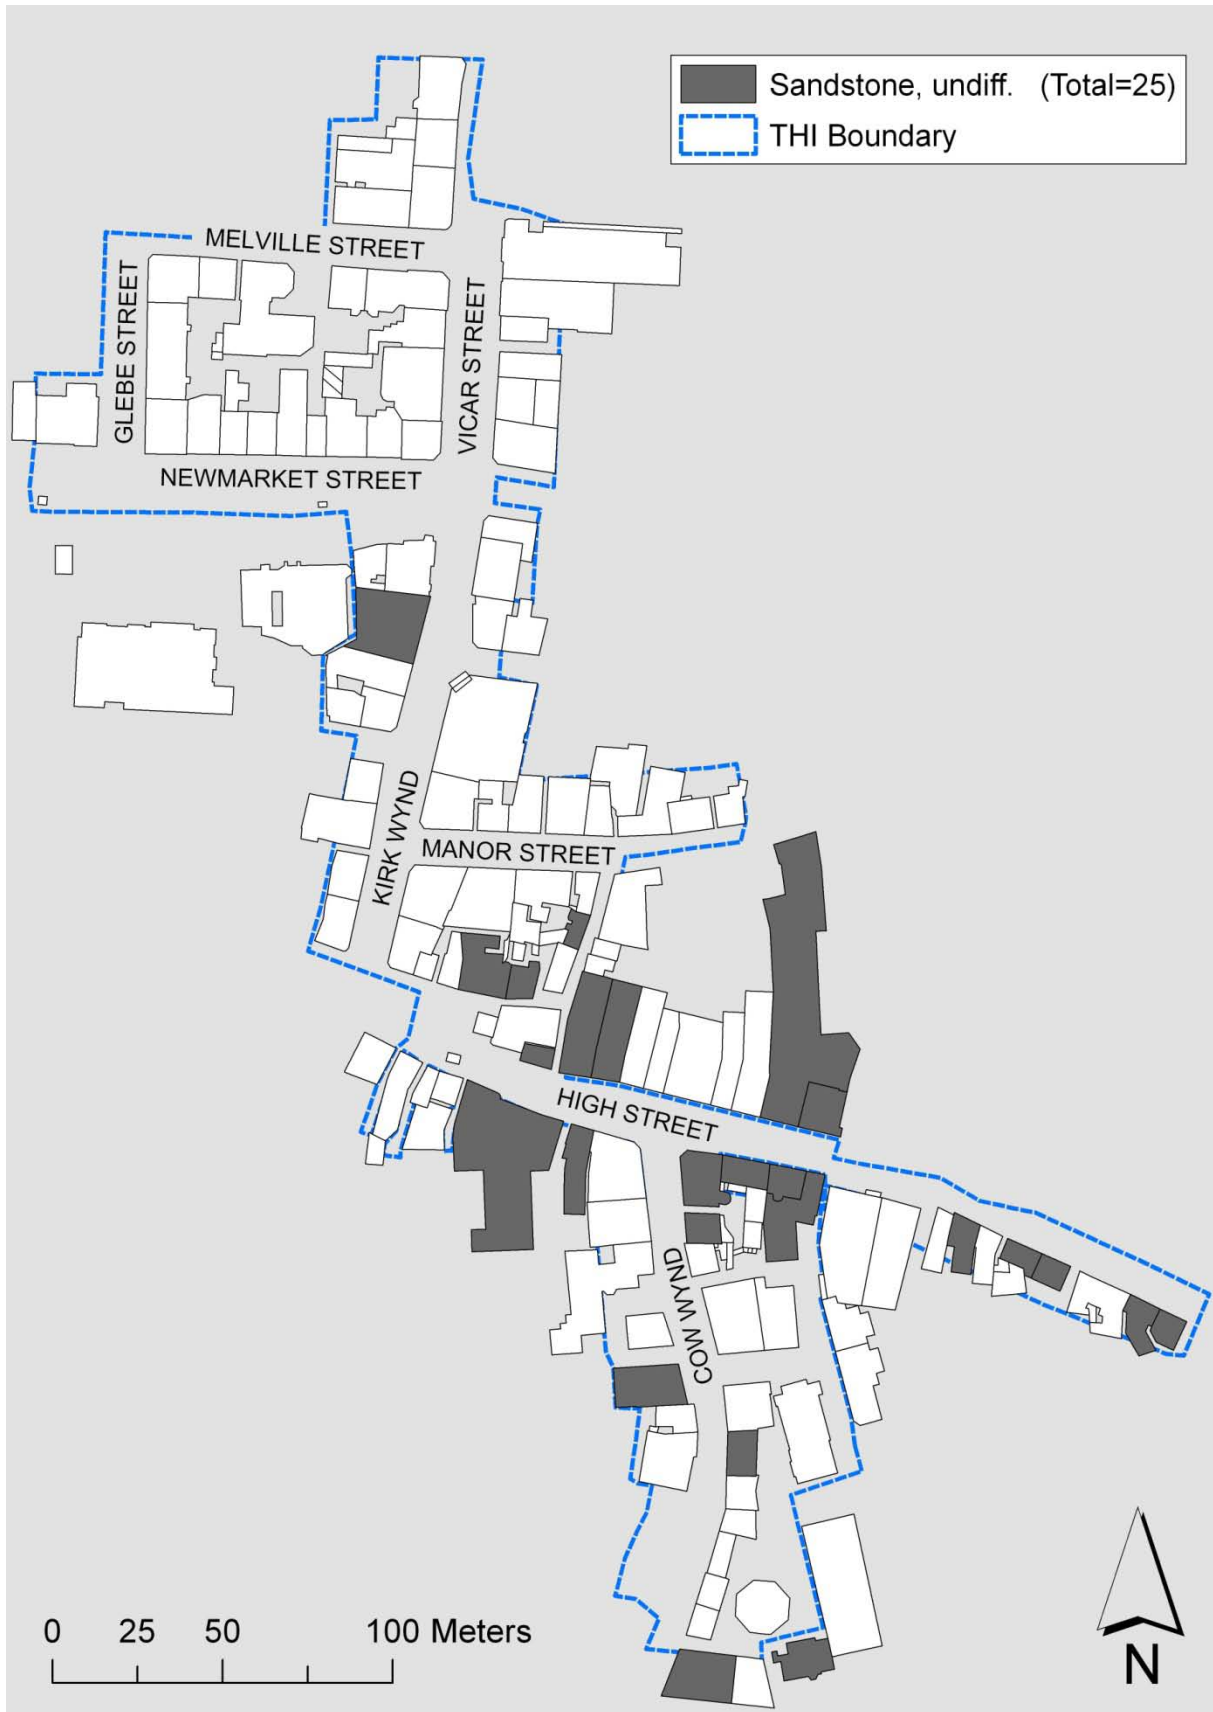 Sandstone, undiff. (Total=25)
THI Boundary
MELVILLE STREET
GLEBE STREET
VICAR STREET
NEWMARKET STREET
KIRK WYND
MANOR STREET
HIGH STREET
COW WYND
0 25 50 100 Meters
N